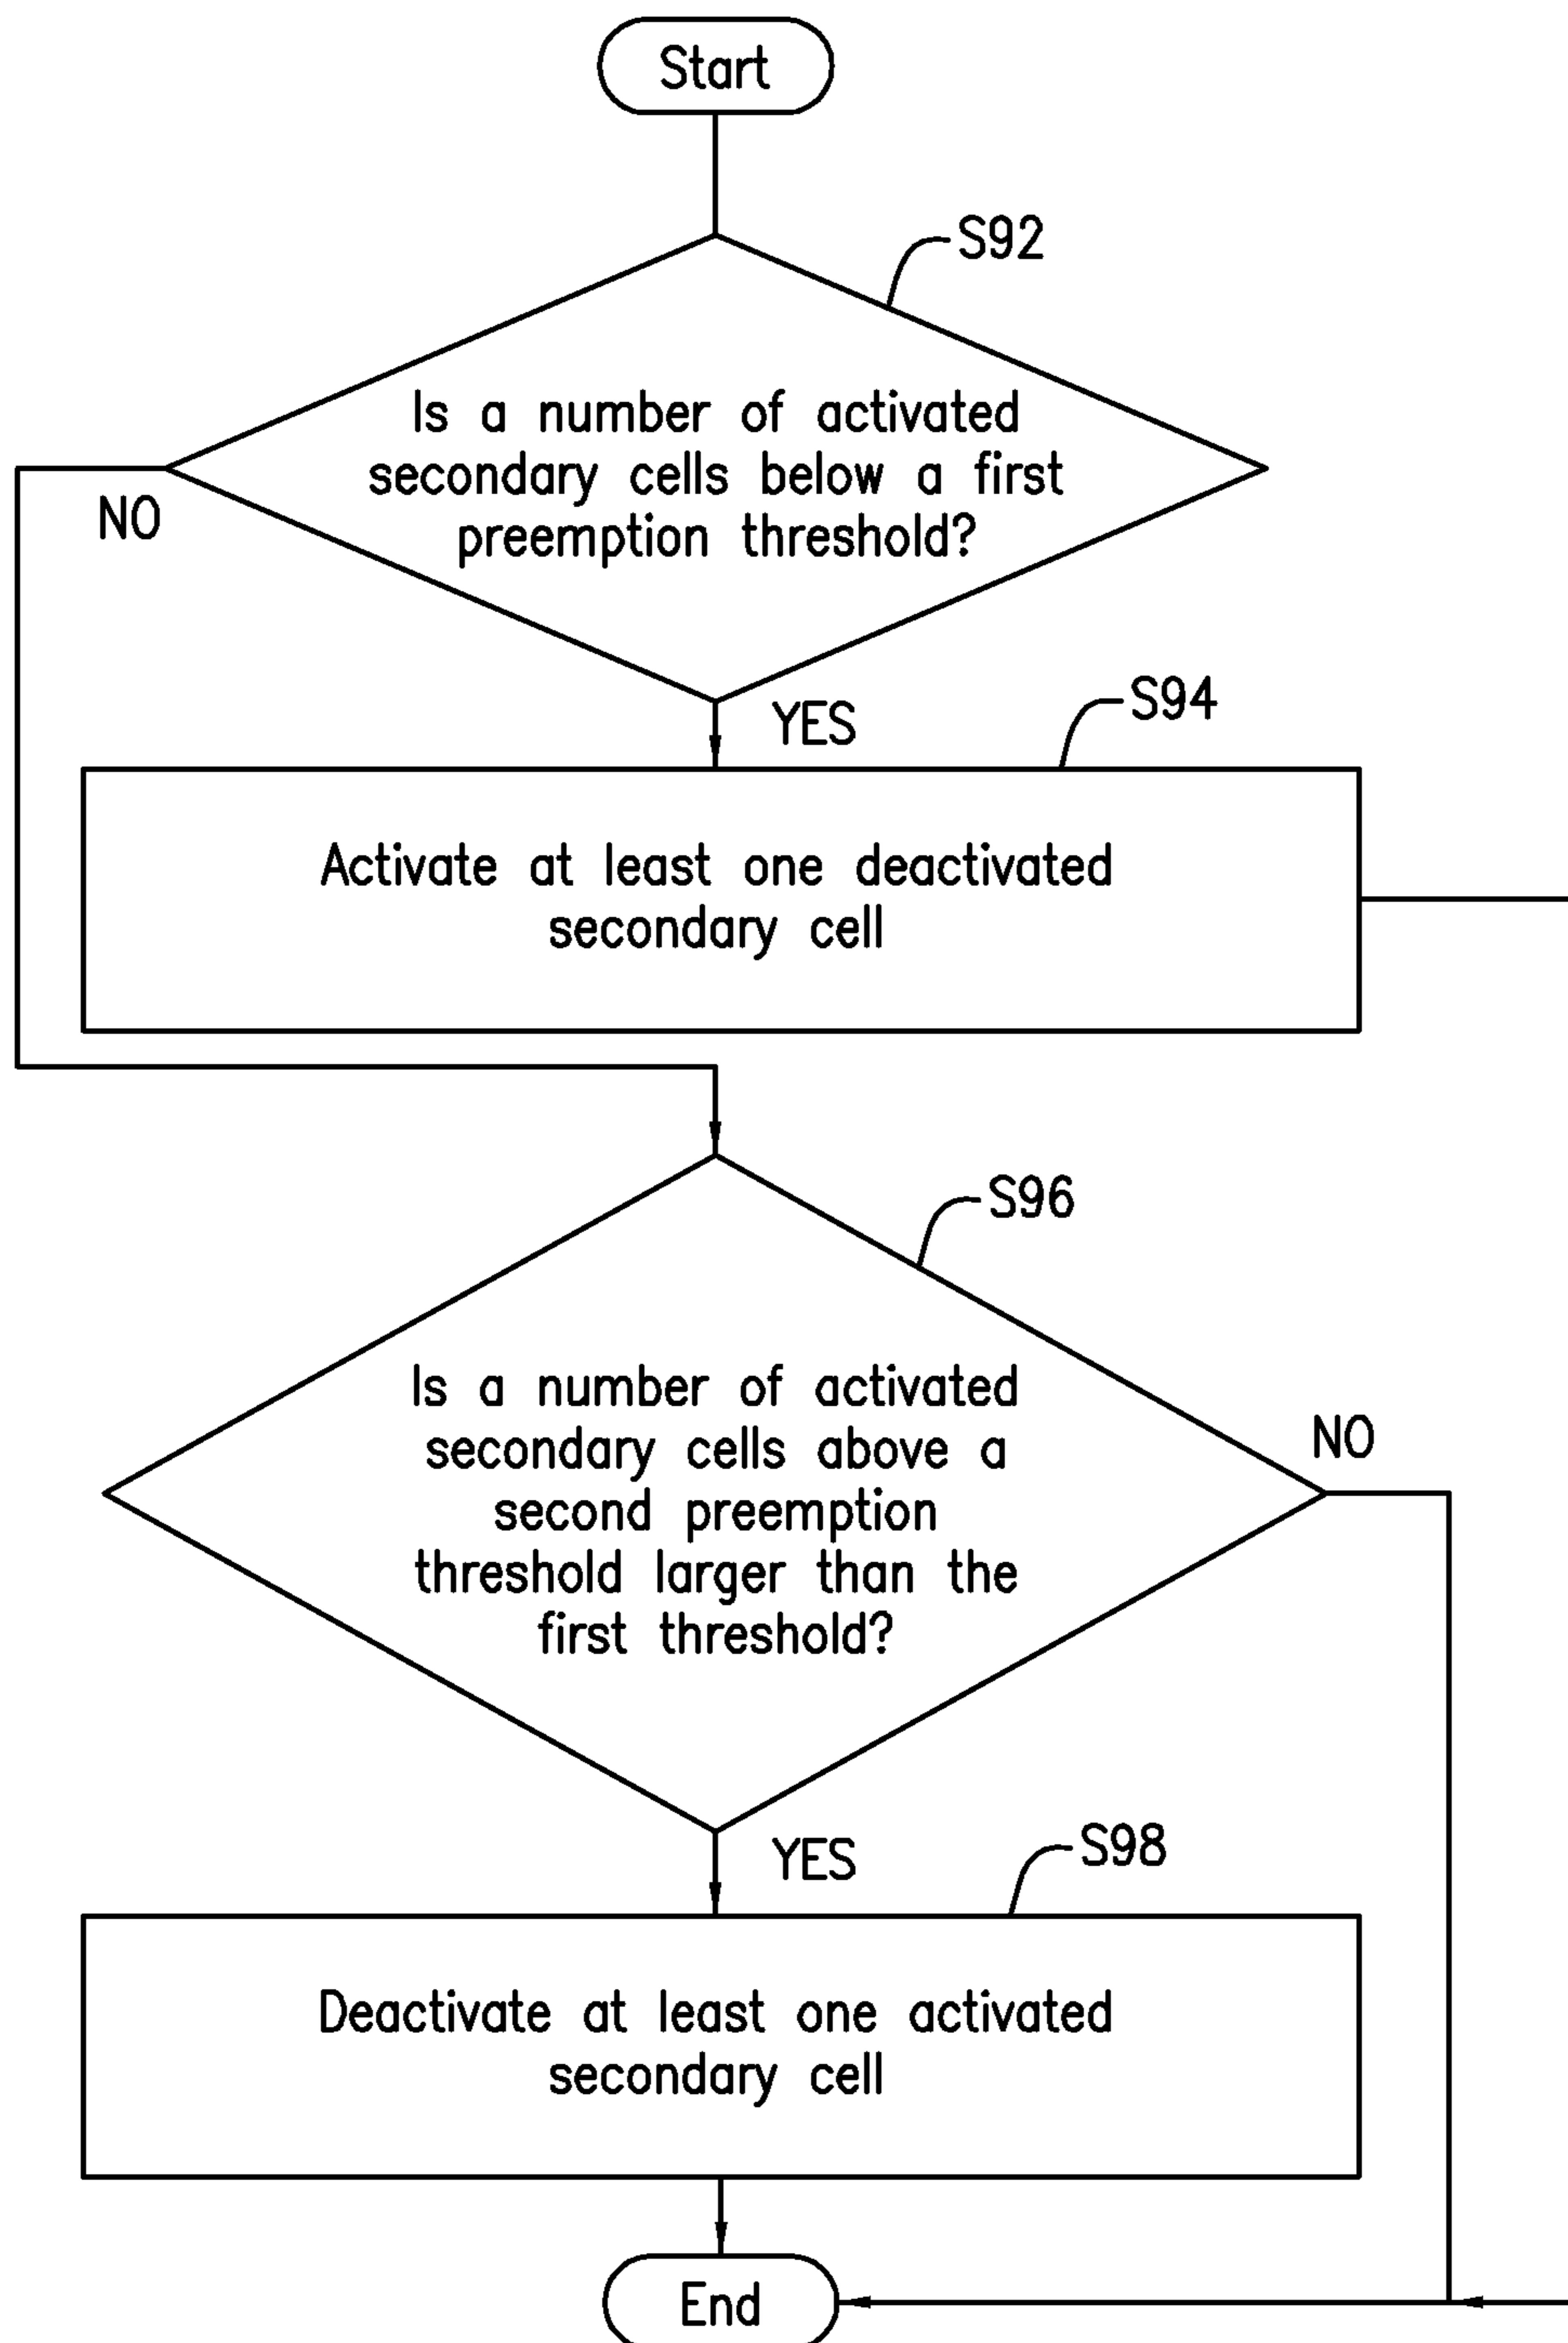 Start
S92
Is a number of activated
secondary cells below a first
preemption threshold?
NO
YES
S94
Activate at least one deactivated
secondary cell
S96
Is a number of activated
secondary cells above a
second preemption
threshold larger than the
first threshold?
NO
YES
S98
Deactivate at least one activated
secondary cell
End